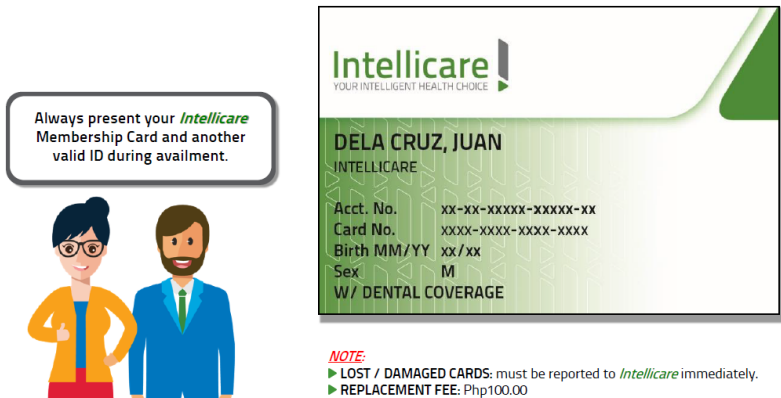 Always present your Intellicare
Membership Card and another
valid ID during availment.
Intellicare
YOUR INTELLIGENT HEALTH CHOICE
DELA CRUZ, JUAN
INTELLICARE
Acct. No. xx-xx-xxxxx-xxxxx-xx
Card No. xxxx-xxxx-xxxx-xxxx
Birth MM/YY xx/xx
Sex M
W/ DENTAL COVERAGE
NOTE:
LOST / DAMAGED CARDS: must be reported to Intellicare immediately.
REPLACEMENT FEE: Php100.00